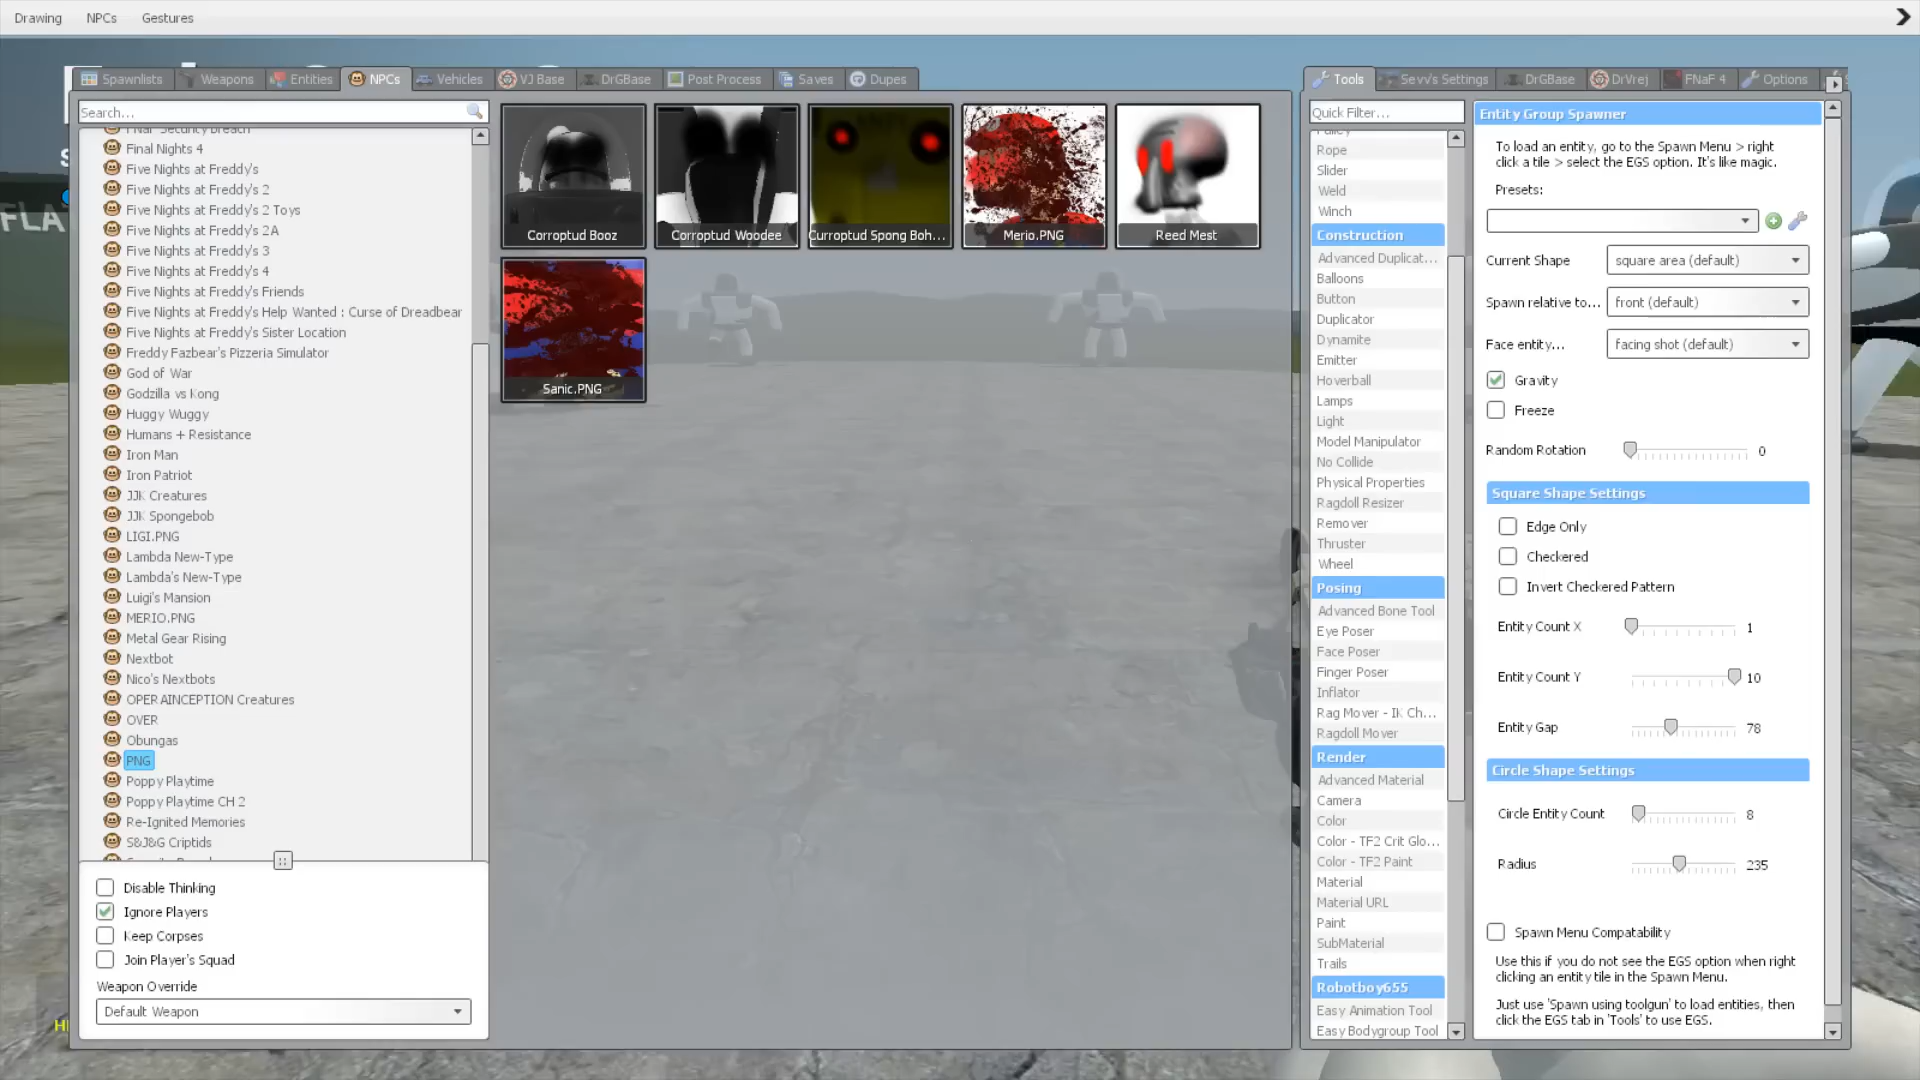 Drawing NPCs Gestures
Spawnlists Weapons Entities NPCs Vehicles VJ Base DrGBase Post Process Saves Dupes
Search...
Final Nights 4
Five Nights at Freddy's
Five Nights at Freddy's 2
Five Nights at Freddy's 2 Toys
Five Nights at Freddy's 2A
Five Nights at Freddy's 3
Five Nights at Freddy's 4
Five Nights at Freddy's Friends
Five Nights at Freddy's Help Wanted : Curse of Dreadbear
Five Nights at Freddy's Sister Location
Freddy Fazbear's Pizzeria Simulator
God of War
Godzilla vs Kong
Huggy Wuggy
Humans + Resistance
Iron Man
Iron Patriot
JJK Creatures
JJK Spongebob
LIGI.PNG
Lambda New-Type
Lambda's New-Type
Luigi's Mansion
MERIO.PNG
Metal Gear Rising
Nextbot
Nico's Nextbots
OPERAINCEPTION Creatures
OVER
Obungas
PNG
Poppy Playtime
Poppy Playtime CH 2
Re-Ignited Memories
S&J&G Criptids
Disable Thinking
Ignore Players
Keep Corpses
Join Player's Squad
Weapon Override
Default Weapon
Corroptud Booz
Corroptud Woodee
Curroptud Spong Boh...
Merio.PNG
Reed Mest
Sanic.PNG
FLA
Tools Sevv's Settings DrGBase DrVrej FNaF 4 Options
Quick Filter...
Rope
Slider
Weld
Winch
Construction
Advanced Duplicat...
Balloons
Button
Duplicator
Dynamite
Emitter
Hoverball
Lamps
Light
Model Manipulator
No Collide
Physical Properties
Ragdoll Resizer
Remover
Thruster
Wheel
Posing
Advanced Bone Tool
Eye Poser
Face Poser
Finger Poser
Inflator
Rag Mover - IK Ch...
Ragdoll Mover
Render
Advanced Material
Camera
Color
Color - TF2 Crit Glo...
Color - TF2 Paint
Material
Material URL
Paint
SubMaterial
Trails
Robotboy655
Easy Animation Tool
Easy Bodygroup Tool
Entity Group Spawner
To load an entity, go to the Spawn Menu > right
click a tile > select the EGS option. It's like magic.
Presets:
Current Shape square area (default)
Spawn relative to... front (default)
Face entity... facing shot (default)
Gravity
Freeze
Random Rotation 0
Square Shape Settings
Edge Only
Checkered
Invert Checkered Pattern
Entity Count X 1
Entity Count Y 10
Entity Gap 78
Circle Shape Settings
Circle Entity Count 8
Radius 235
Spawn Menu Compatability
Use this if you do not see the EGS option when right
clicking an entity tile in the Spawn Menu.
Just use 'Spawn using toolgun' to load entities, then
click the EGS tab in 'Tools' to use EGS.